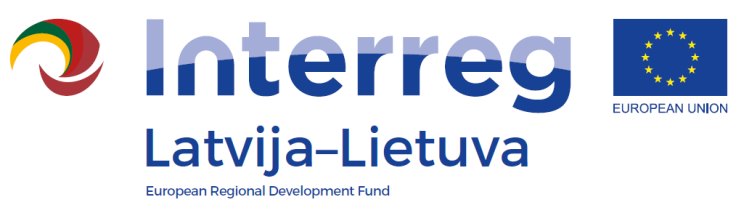 Interreg
EUROPEAN UNION
Latvija–Lietuva
European Regional Development Fund